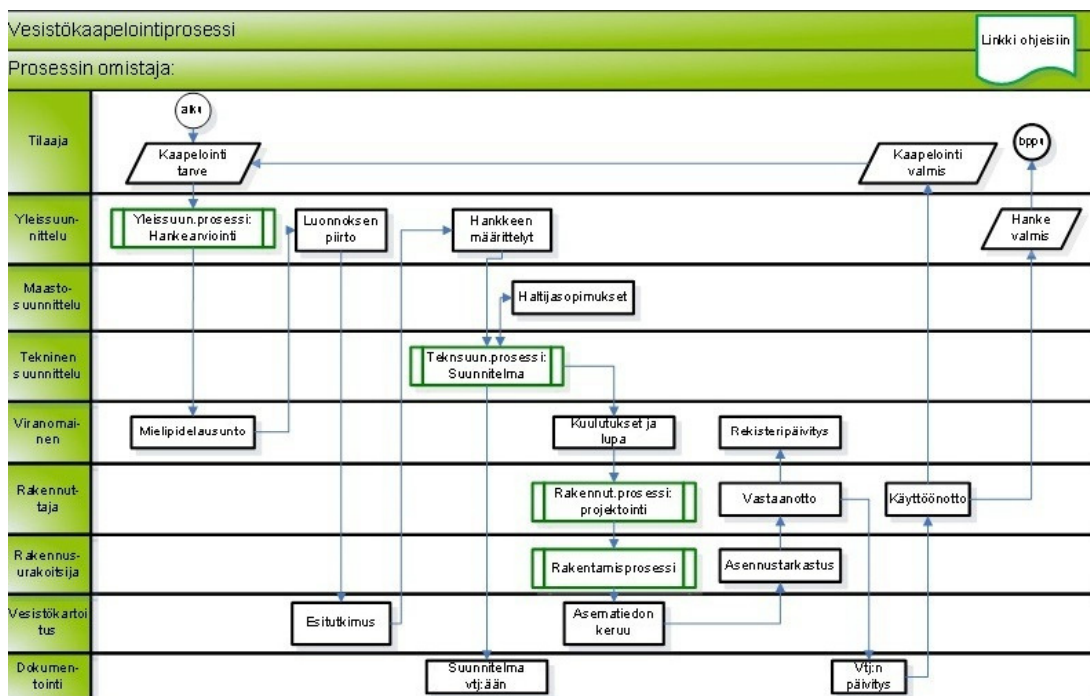 Vesistökaapelointiprosessi
Linkki ohjeisiin
Prosessin omistaja:
Tilaaja
alku
Kaapelointi
tarve
Kaapelointi
valmis
Yleissuun-
nittelu
Yleissuun.prosessi:
Hankearviointi
Luonnoksen
piirto
Hankkeen
määrittelyt
Hanke
valmis
Maasto-
suunnittelu
Haltijasopimukset
Tekninen
suunnittelu
Teknsuun.prosessi:
Suunnitelma
Viranomai-
nen
Mielipidelausunto
Kuulutukset ja
lupa
Rekisteripäivitys
Rakennut-
taja
Rakennut.prosessi:
projektointi
Vastaanotto
Käyttöönotto
Rakennus-
urakoitsija
Rakentamisprosessi
Asennustarkastus
Vesistökartoi
tus
Esitutkimus
Asematiedon
keruu
Dokumen-
tointi
Suunnitelma
vtj:ään
Vtj:n
päivitys